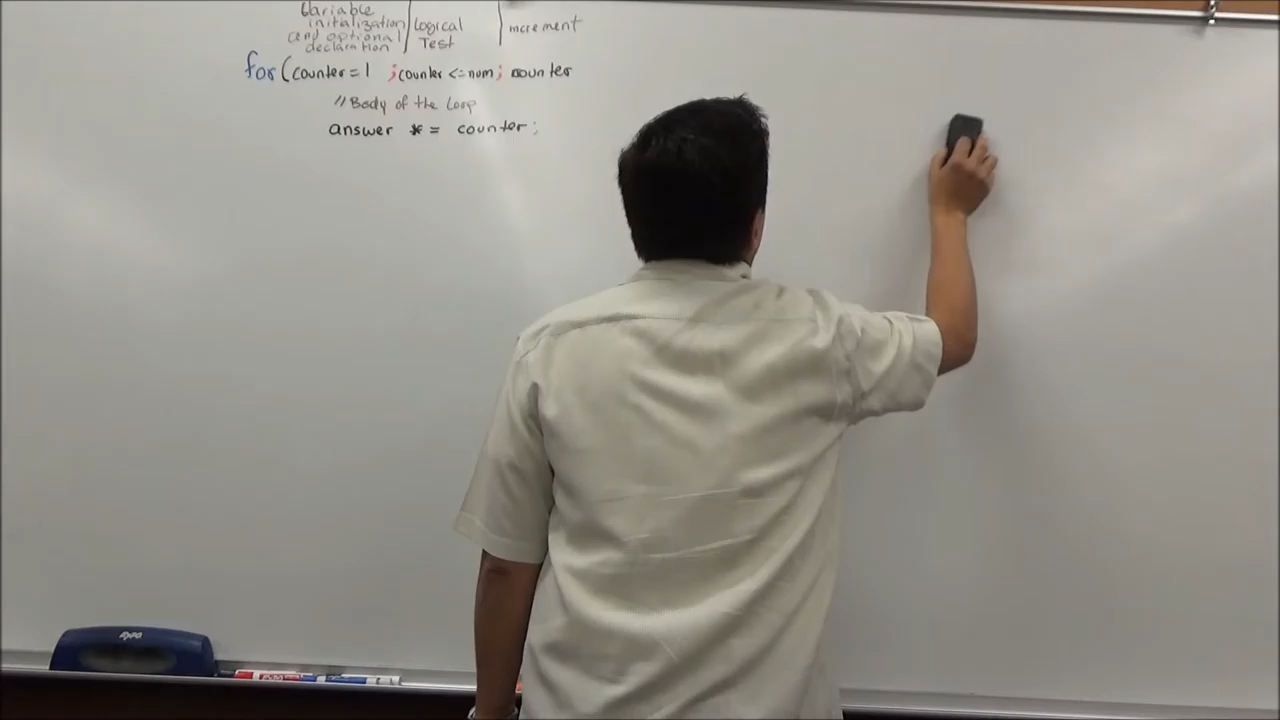 Variable
initialization | logical | increment
and optional Test
declaration
for (counter=1 ;counter <=num; counter
//Body of the Loop
answer *= counter;
EXPO